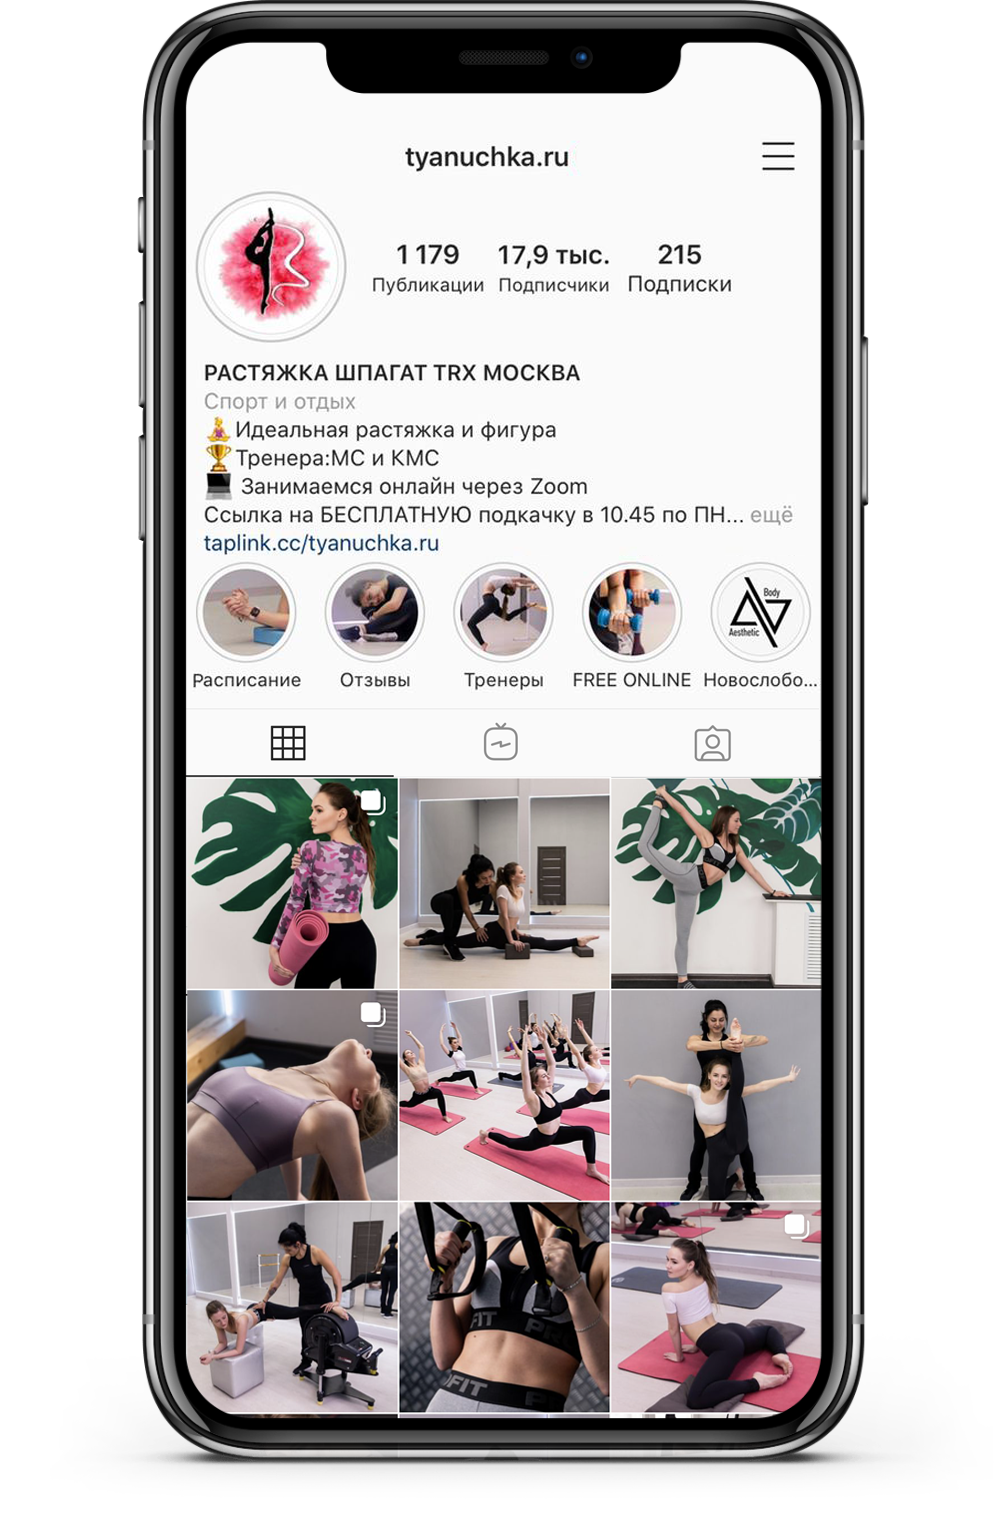 tyanuchka.ru
1 179 17,9 тыс. 215
Публикации Подписчики Подписки
РАСТЯЖКА ШПАГАТ TRX МОСКВА
Спорт и отдых
Идеальная растяжка и фигура
Тренера:МС и КМС
Занимаемся онлайн через Zoom
Ссылка на БЕСПЛАТНУЮ подкачку в 10.45 по ПН... ещё
taplink.cc/tyanuchka.ru
Body
Aesthetic
Расписание Отзывы Тренеры FREE ONLINE Новослобо...
FIT PRO
FIT